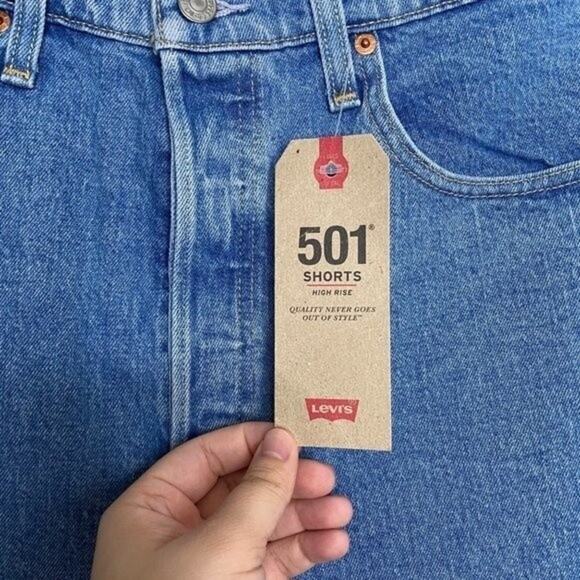 501®
SHORTS
HIGH RISE
QUALITY NEVER GOES
OUT OF STYLE™
Levi's